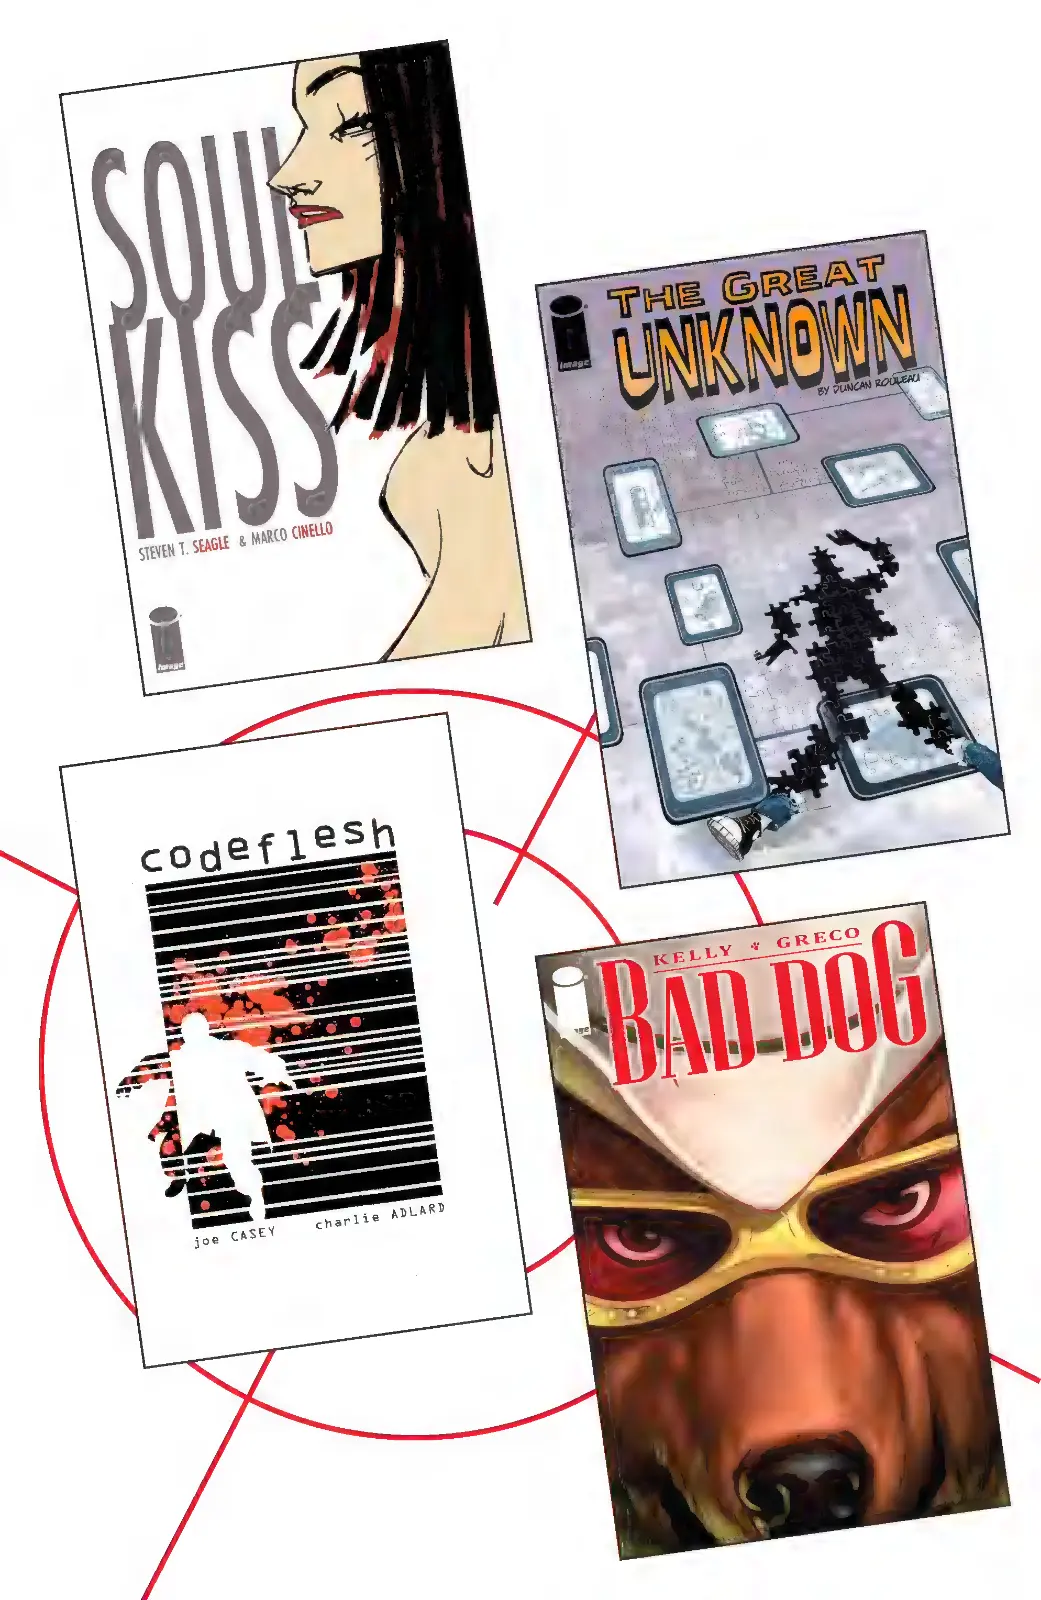 SOUL
KISS
STEVEN T. SEAGLE & MARCO CINELLO
image
THE GREAT
UNKNOWN
BY DUNCAN ROULEAU
image
codeflesh
joe CASEY charlie ADLARD
KELLY GRECO
BAD DOG